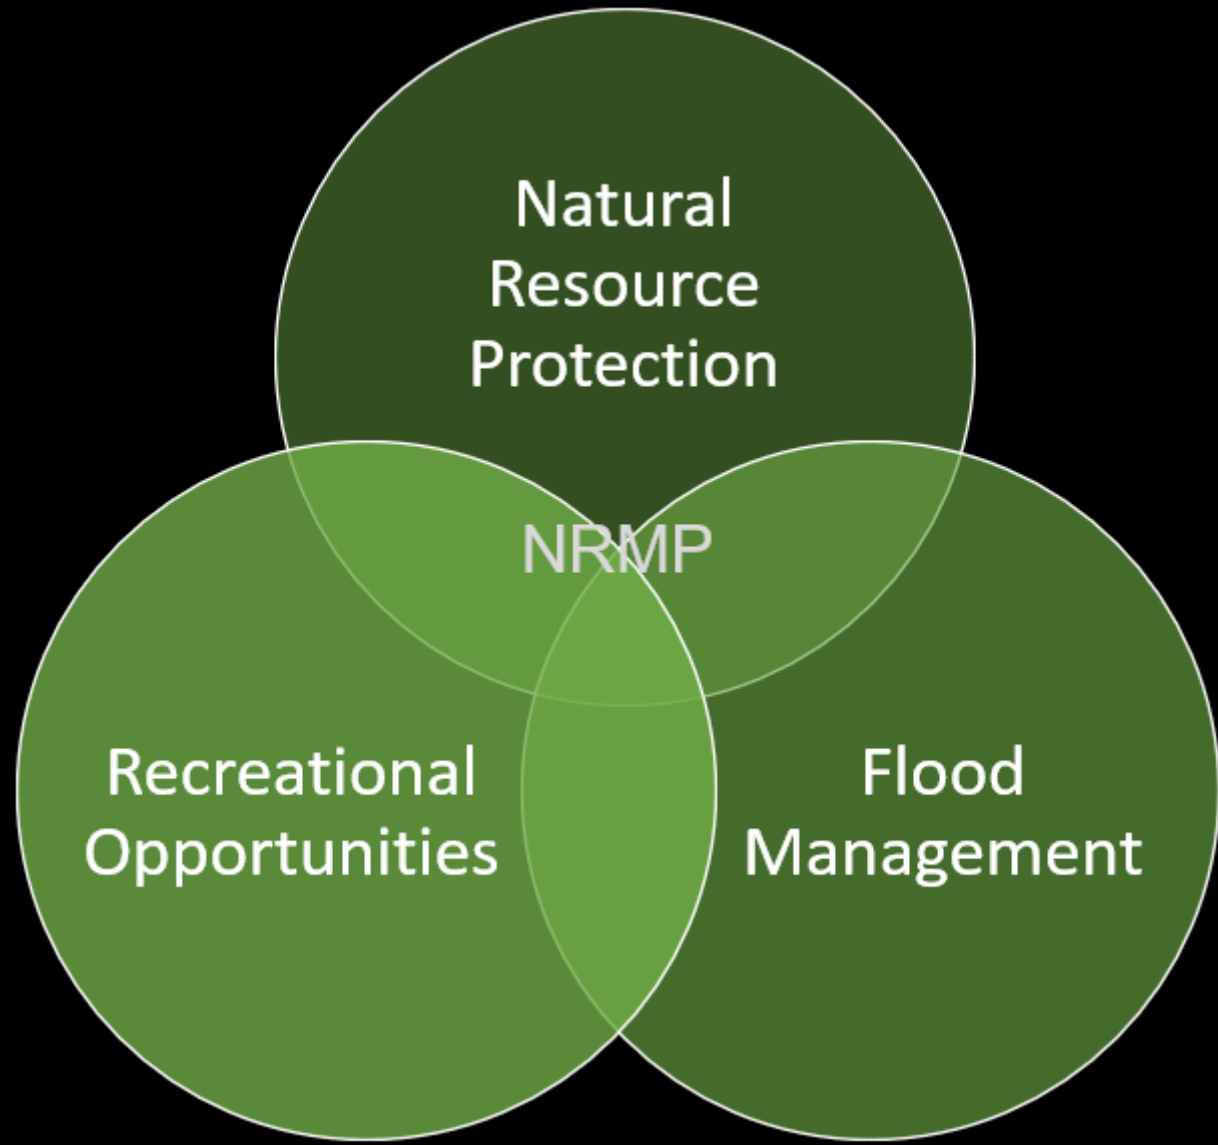 Natural
Resource
Protection
NRMP
Recreational
Opportunities
Flood
Management